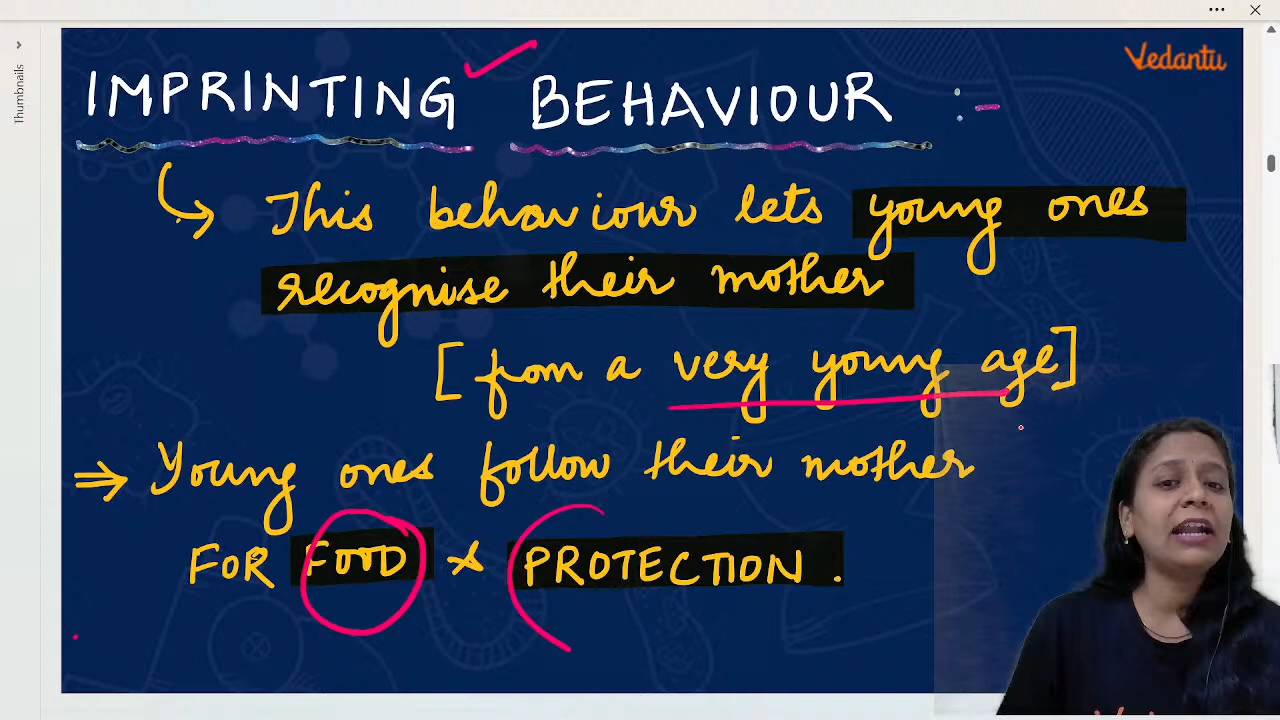 Thumbnails
Vedantu
IMPRINTING BEHAVIOUR :-
This behaviour lets young ones
recognise their mother
[from a very young age]
⇒ Young ones follow their mother
FOR FOOD & PROTECTION.